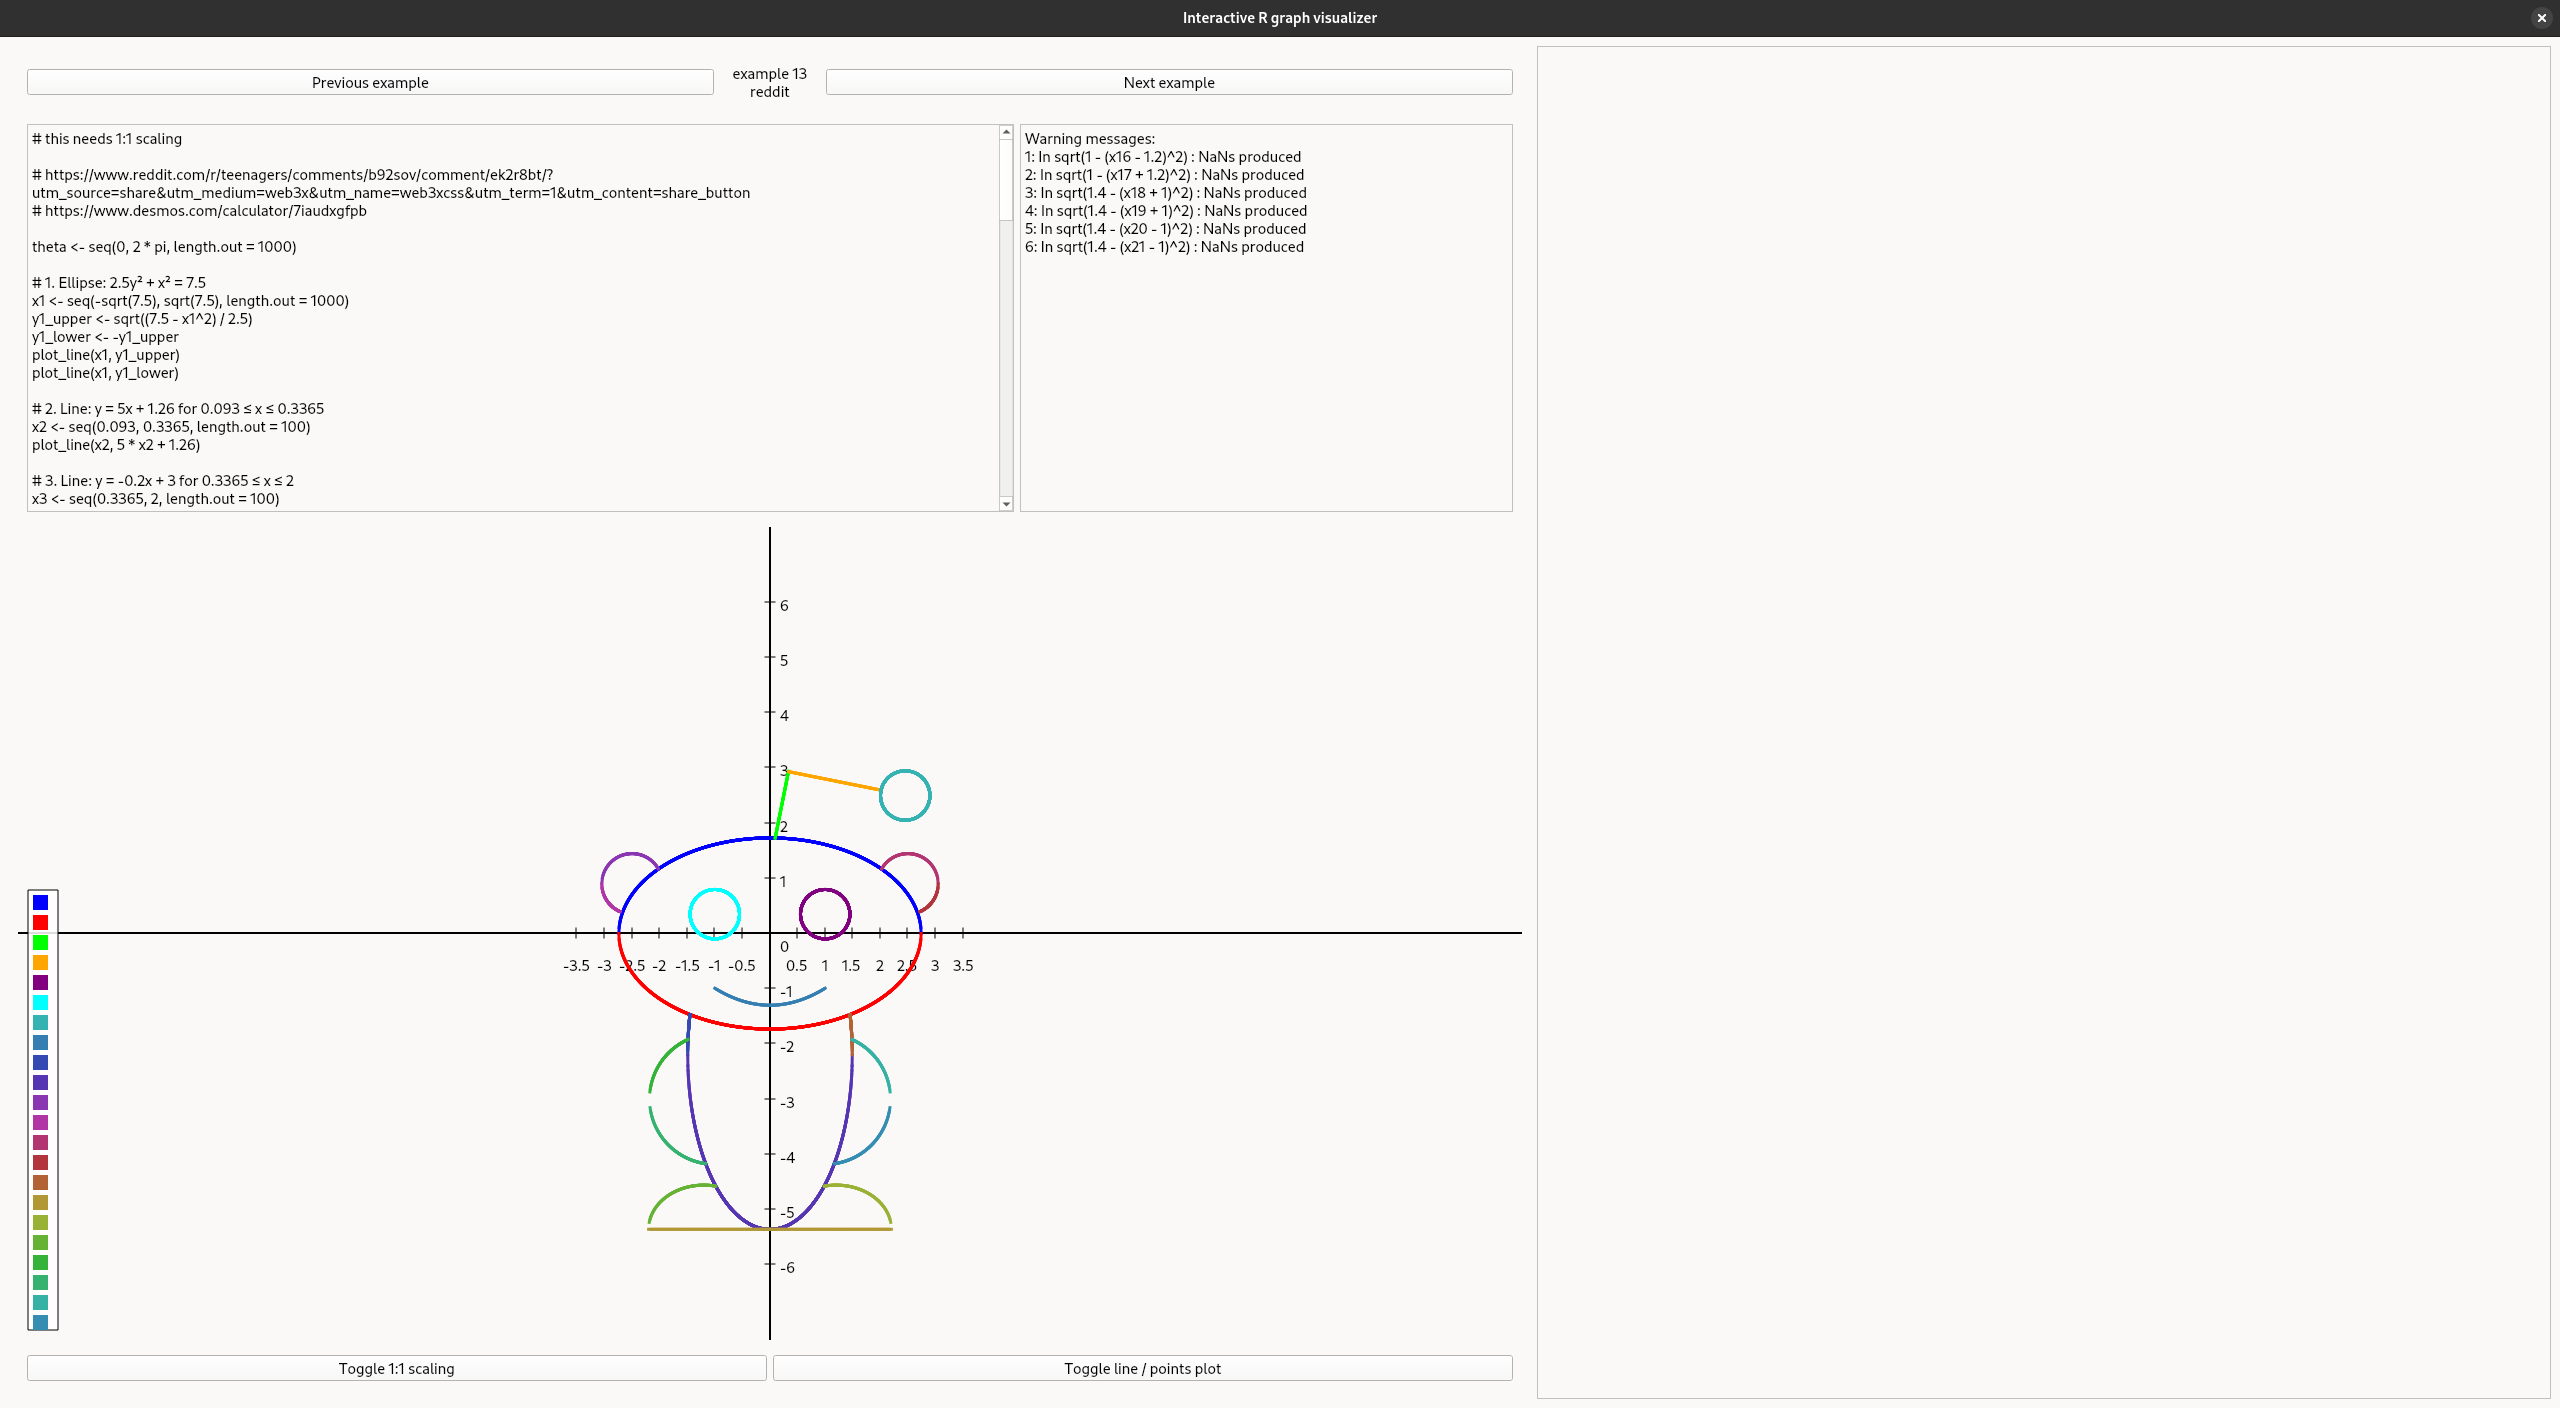 Interactive R graph visualizer
Previous example
example 13
reddit
Next example
# this needs 1:1 scaling
# https://www.reddit.com/r/teenagers/comments/b92sov/comment/ek2r8bt/?
utm_source=share&utm_medium=web3x&utm_name=web3xcss&utm_term=1&utm_content=share_button
# https://www.desmos.com/calculator/7iaudxgfpb
theta <- seq(0, 2 * pi, length.out = 1000)
# 1. Ellipse: 2.5y² + x² = 7.5
x1 <- seq(-sqrt(7.5), sqrt(7.5), length.out = 1000)
y1_upper <- sqrt((7.5 - x1^2) / 2.5)
y1_lower <- -y1_upper
plot_line(x1, y1_upper)
plot_line(x1, y1_lower)
# 2. Line: y = 5x + 1.26 for 0.093 ≤ x ≤ 0.3365
x2 <- seq(0.093, 0.3365, length.out = 100)
plot_line(x2, 5 * x2 + 1.26)
# 3. Line: y = -0.2x + 3 for 0.3365 ≤ x ≤ 2
x3 <- seq(0.3365, 2, length.out = 100)
Warning messages:
1: In sqrt(1 - (x16 - 1.2)^2) : NaNs produced
2: In sqrt(1 - (x17 + 1.2)^2) : NaNs produced
3: In sqrt(1.4 - (x18 + 1)^2) : NaNs produced
4: In sqrt(1.4 - (x19 + 1)^2) : NaNs produced
5: In sqrt(1.4 - (x20 - 1)^2) : NaNs produced
6: In sqrt(1.4 - (x21 - 1)^2) : NaNs produced
6
5
4
3
2
1
0
-3.5 -3 -2.5 -2 -1.5 -1 -0.5 0.5 1 1.5 2 2.5 3 3.5
-1
-2
-3
-4
-5
-6
Toggle 1:1 scaling
Toggle line / points plot